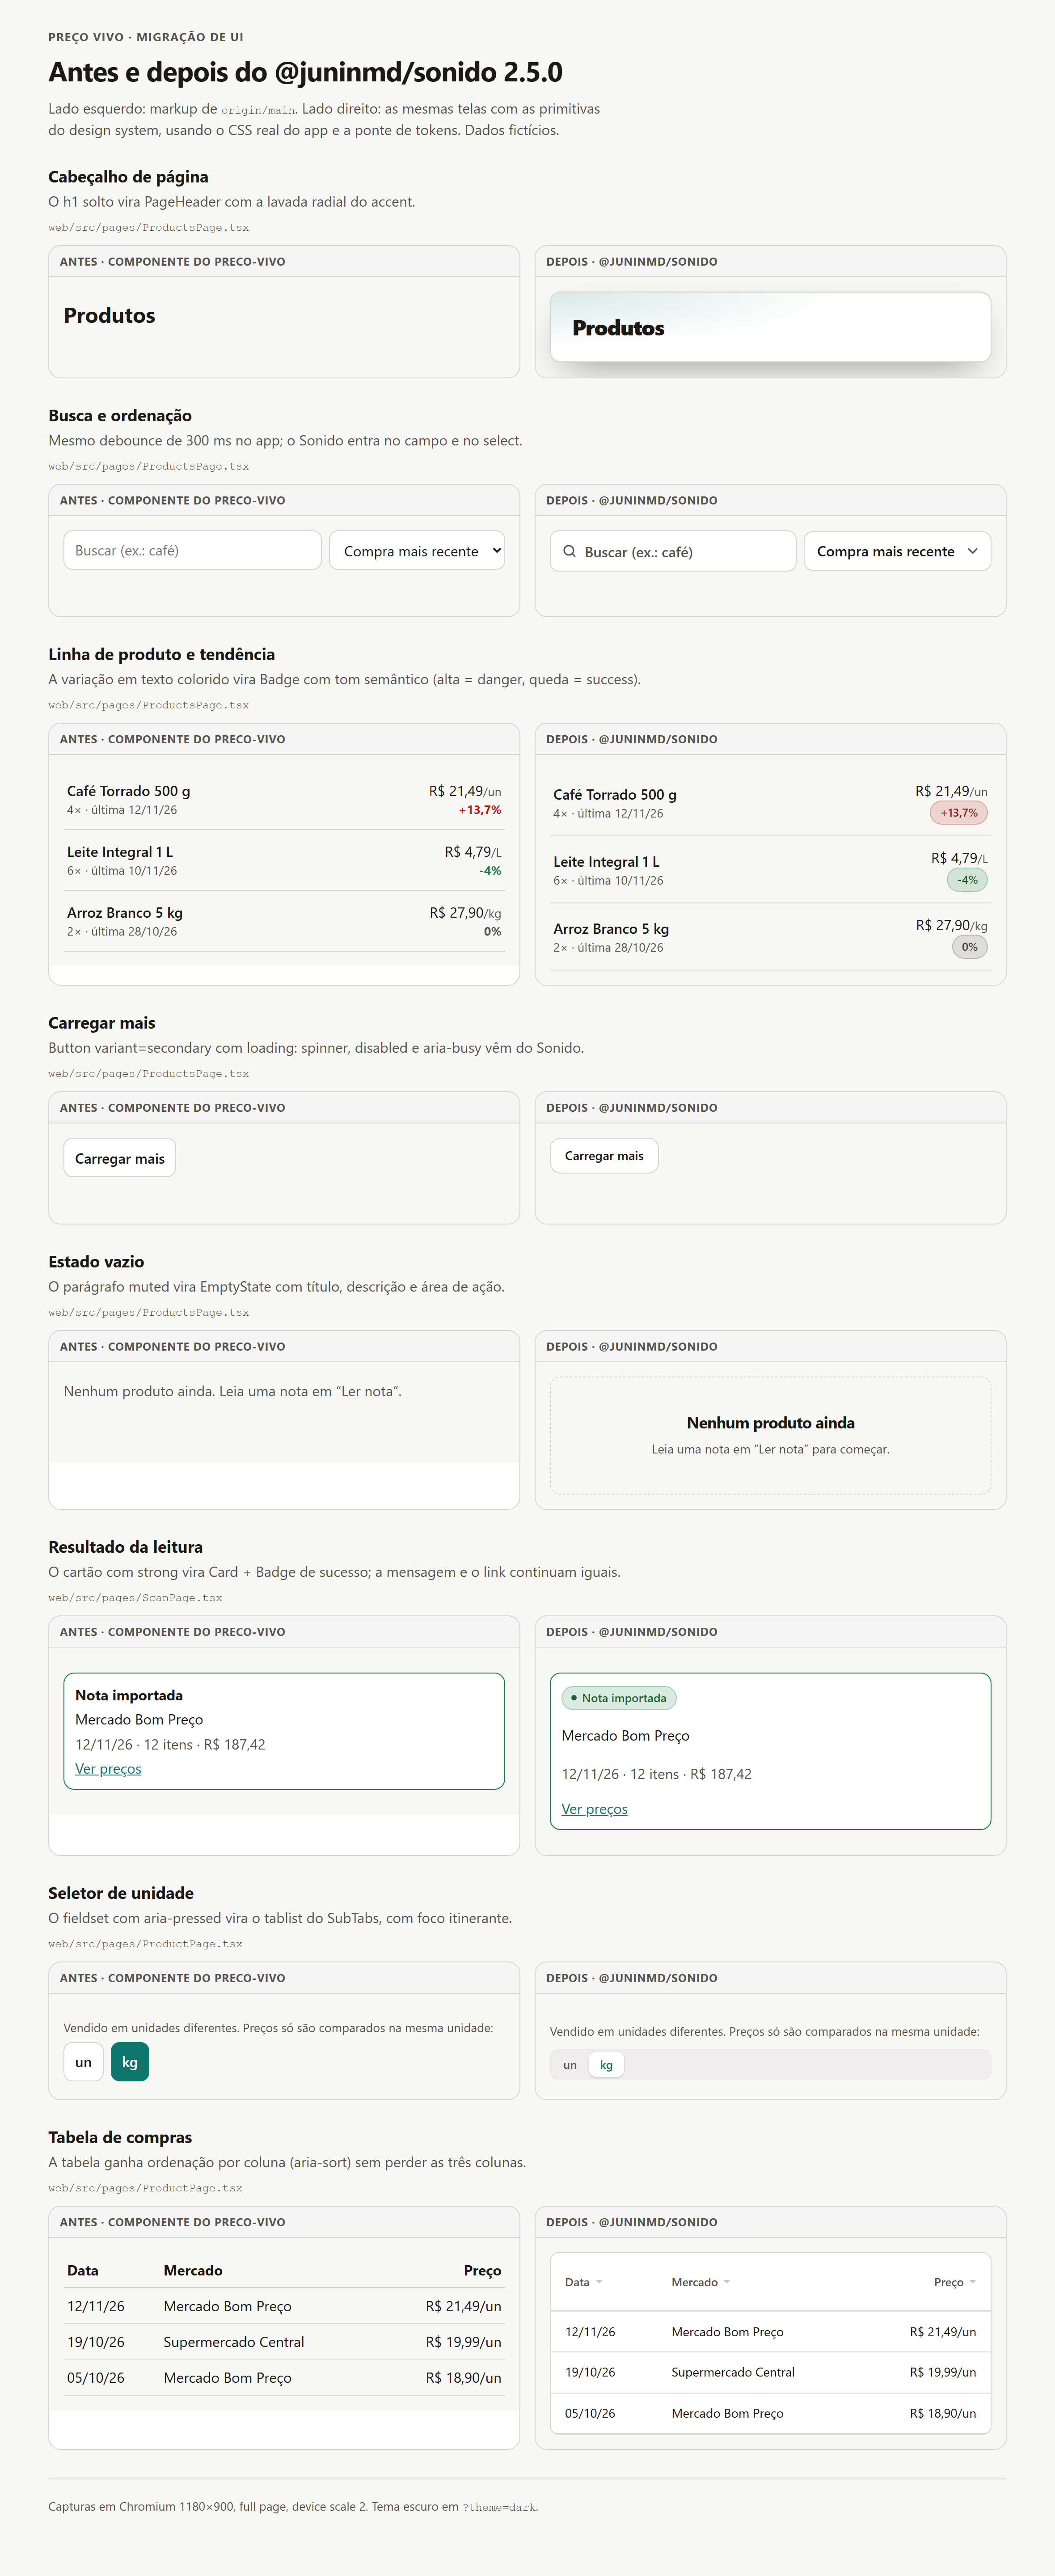 PREÇO VIVO · MIGRAÇÃO DE UI
Antes e depois do @juninmd/sonido 2.5.0
Lado esquerdo: markup de origin/main. Lado direito: as mesmas telas com as primitivas
do design system, usando o CSS real do app e a ponte de tokens. Dados fictícios.
Cabeçalho de página
O h1 solto vira PageHeader com a lavada radial do accent.
web/src/pages/ProductsPage.tsx
ANTES · COMPONENTE DO PRECO-VIVO
Produtos
DEPOIS · @JUNINMD/SONIDO
Produtos
Busca e ordenação
Mesmo debounce de 300 ms no app; o Sonido entra no campo e no select.
web/src/pages/ProductsPage.tsx
ANTES · COMPONENTE DO PRECO-VIVO
Buscar (ex.: café)
Compra mais recente
DEPOIS · @JUNINMD/SONIDO
Buscar (ex.: café)
Compra mais recente
Linha de produto e tendência
A variação em texto colorido vira Badge com tom semântico (alta = danger, queda = success).
web/src/pages/ProductsPage.tsx
ANTES · COMPONENTE DO PRECO-VIVO
Café Torrado 500 g R$ 21,49/un
4× · última 12/11/26 +13,7%
Leite Integral 1 L R$ 4,79/L
6× · última 10/11/26 -4%
Arroz Branco 5 kg R$ 27,90/kg
2× · última 28/10/26 0%
DEPOIS · @JUNINMD/SONIDO
Café Torrado 500 g R$ 21,49/un
4× · última 12/11/26 +13,7%
Leite Integral 1 L R$ 4,79/L
6× · última 10/11/26 -4%
Arroz Branco 5 kg R$ 27,90/kg
2× · última 28/10/26 0%
Carregar mais
Button variant=secondary com loading: spinner, disabled e aria-busy vêm do Sonido.
web/src/pages/ProductsPage.tsx
ANTES · COMPONENTE DO PRECO-VIVO
Carregar mais
DEPOIS · @JUNINMD/SONIDO
Carregar mais
Estado vazio
O parágrafo muted vira EmptyState com título, descrição e área de ação.
web/src/pages/ProductsPage.tsx
ANTES · COMPONENTE DO PRECO-VIVO
Nenhum produto ainda. Leia uma nota em “Ler nota”.
DEPOIS · @JUNINMD/SONIDO
Nenhum produto ainda
Leia uma nota em “Ler nota” para começar.
Resultado da leitura
O cartão com strong vira Card + Badge de sucesso; a mensagem e o link continuam iguais.
web/src/pages/ScanPage.tsx
ANTES · COMPONENTE DO PRECO-VIVO
Nota importada
Mercado Bom Preço
12/11/26 · 12 itens · R$ 187,42
Ver preços
DEPOIS · @JUNINMD/SONIDO
Nota importada
Mercado Bom Preço
12/11/26 · 12 itens · R$ 187,42
Ver preços
Seletor de unidade
O fieldset com aria-pressed vira o tablist do SubTabs, com foco itinerante.
web/src/pages/ProductPage.tsx
ANTES · COMPONENTE DO PRECO-VIVO
Vendido em unidades diferentes. Preços só são comparados na mesma unidade:
un kg
DEPOIS · @JUNINMD/SONIDO
Vendido em unidades diferentes. Preços só são comparados na mesma unidade:
un kg
Tabela de compras
A tabela ganha ordenação por coluna (aria-sort) sem perder as três colunas.
web/src/pages/ProductPage.tsx
ANTES · COMPONENTE DO PRECO-VIVO
Data Mercado Preço
12/11/26 Mercado Bom Preço R$ 21,49/un
19/10/26 Supermercado Central R$ 19,99/un
05/10/26 Mercado Bom Preço R$ 18,90/un
DEPOIS · @JUNINMD/SONIDO
Data Mercado Preço
12/11/26 Mercado Bom Preço R$ 21,49/un
19/10/26 Supermercado Central R$ 19,99/un
05/10/26 Mercado Bom Preço R$ 18,90/un
Capturas em Chromium 1180×900, full page, device scale 2. Tema escuro em ?theme=dark.